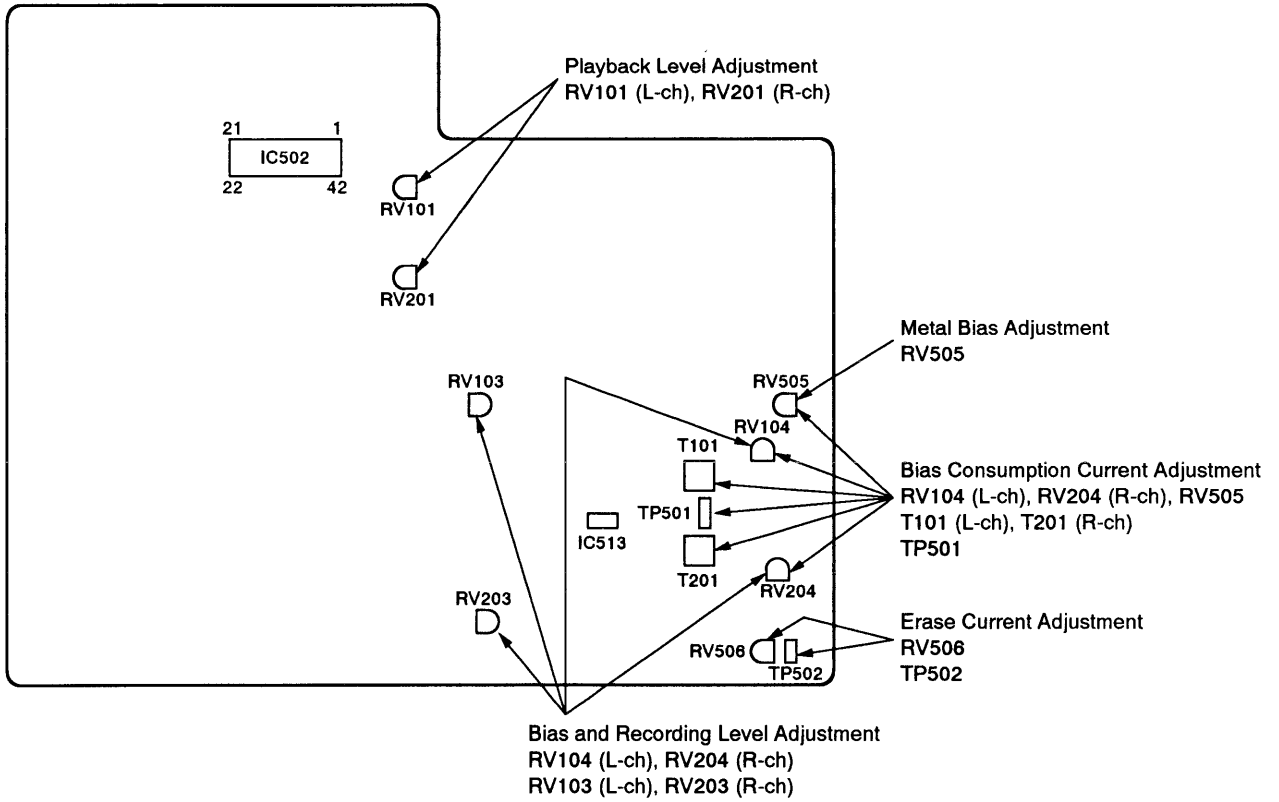 Playback Level Adjustment
RV101 (L-ch), RV201 (R-ch)
21 1
IC502
22 42
RV101
RV201
Metal Bias Adjustment
RV505
RV103
RV505
RV104
T101
Bias Consumption Current Adjustment
RV104 (L-ch), RV204 (R-ch), RV505
T101 (L-ch), T201 (R-ch)
TP501
TP501
IC513
T201
RV204
RV203
Erase Current Adjustment
RV506
TP502
RV506
TP502
Bias and Recording Level Adjustment
RV104 (L-ch), RV204 (R-ch)
RV103 (L-ch), RV203 (R-ch)